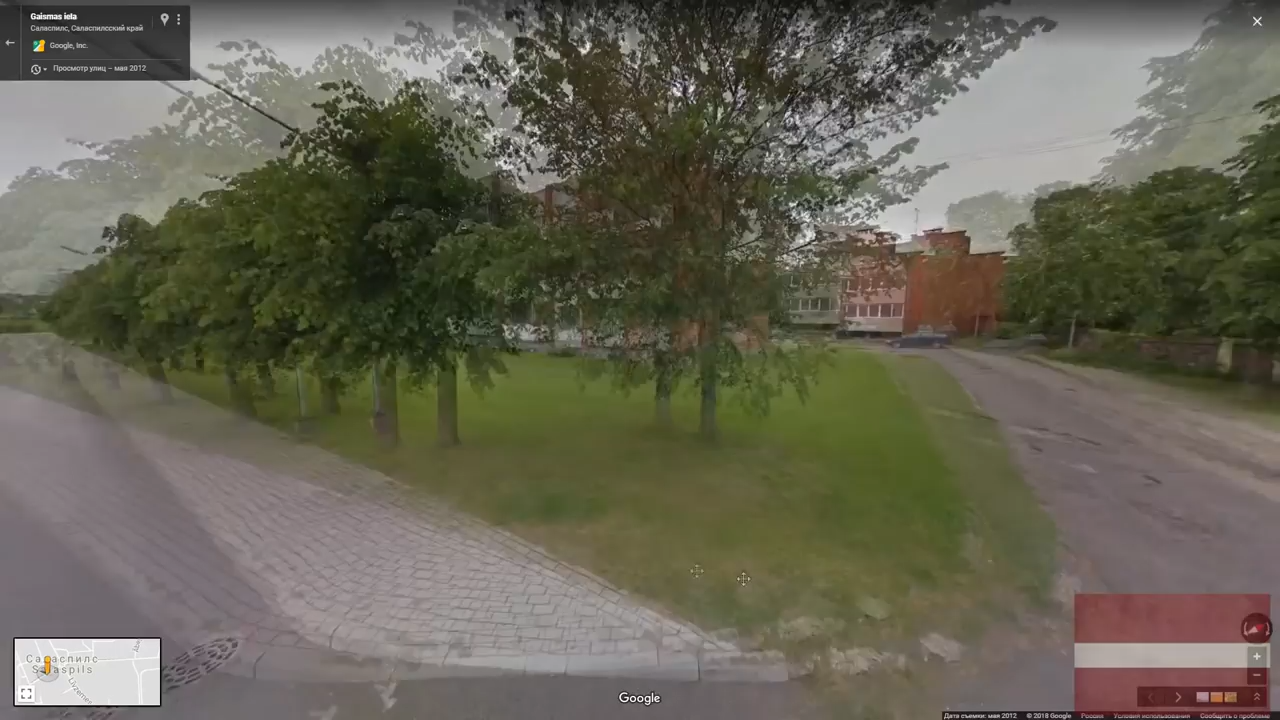 Gaismas iela
Саласпилс, Саласпилсский край
Google, Inc.
Просмотр улиц – мая 2012
Саласпилс
Salaspils
Google
Дата съемки: мая 2012 © 2018 Google Россия Условия использования Сообщить о проблеме